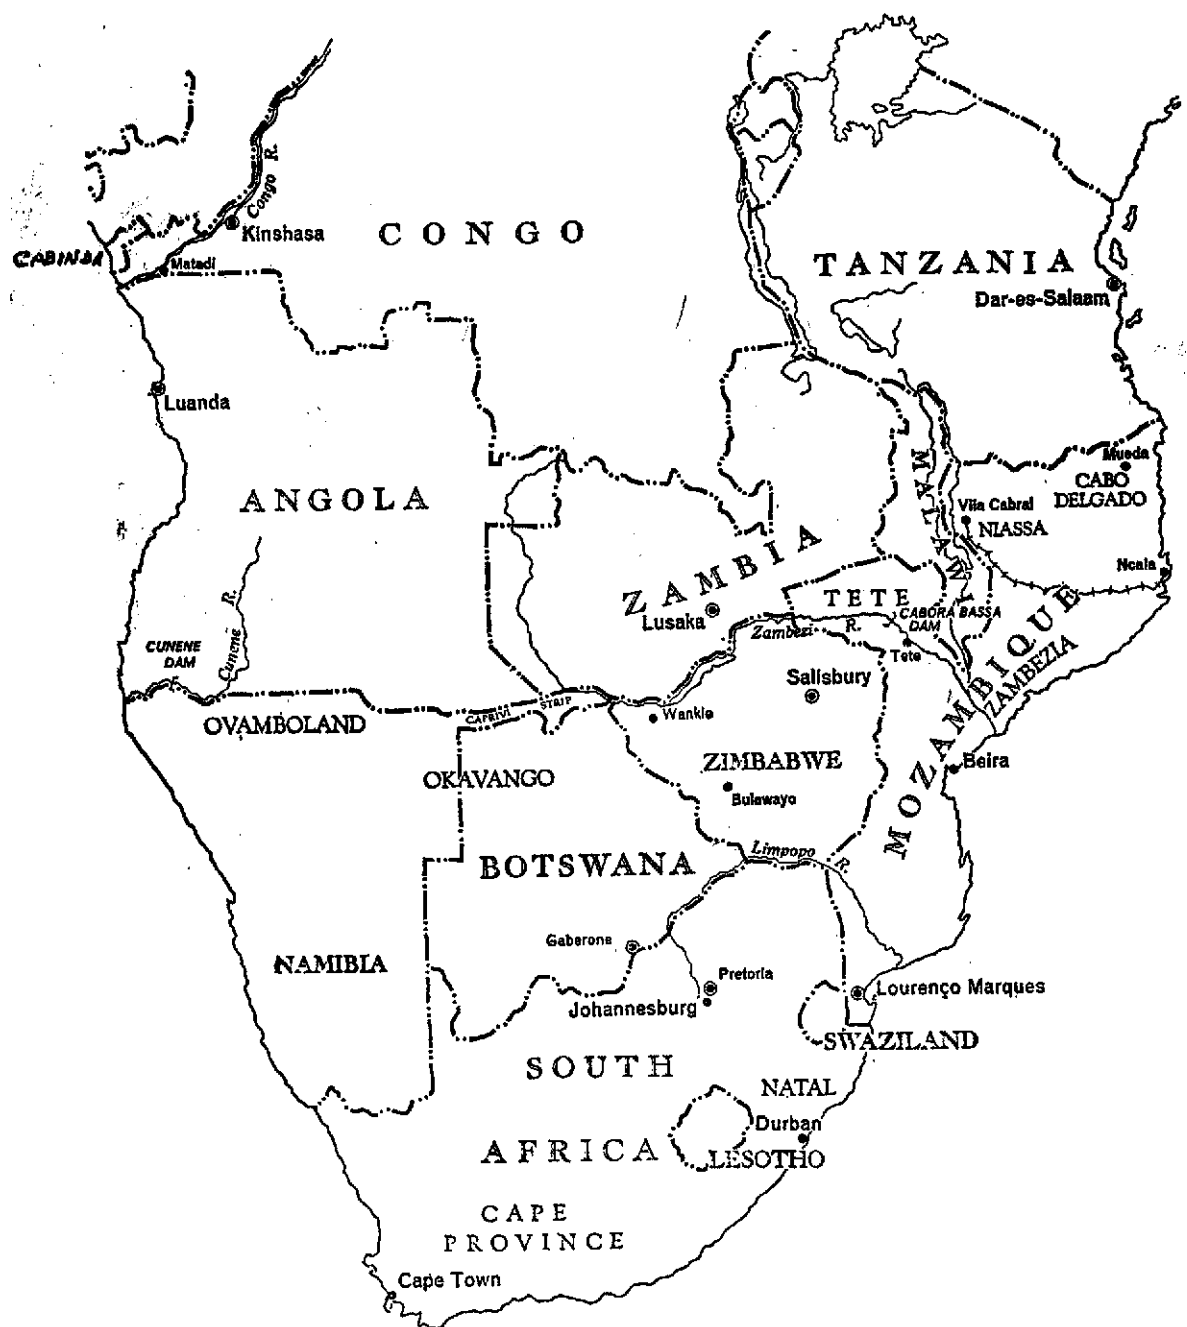 Congo R.
Kinshasa
CONGO
CABINDA
Matadi
TANZANIA
Dar-es-Salaam
Luanda
MALAWI
Mueda
CABO
DELGADO
ANGOLA
Vila Cabral
NIASSA
ZAMBIA
Ncala
TETE
CABORA BASSA
DAM
Lusaka
Zambezi R.
Cunene R.
CUNENE
DAM
Tete
MOZAMBIQUE
ZAMBEZIA
Salisbury
CAPRIVI STRIP
OVAMBOLAND
Wankie
ZIMBABWE
Beira
OKAVANGO
Bulawayo
Limpopo R.
BOTSWANA
Gaberone
NAMIBIA
Pretoria
Johannesburg
Lourenço Marques
SWAZILAND
SOUTH
NATAL
Durban
AFRICA
LESOTHO
CAPE
PROVINCE
Cape Town